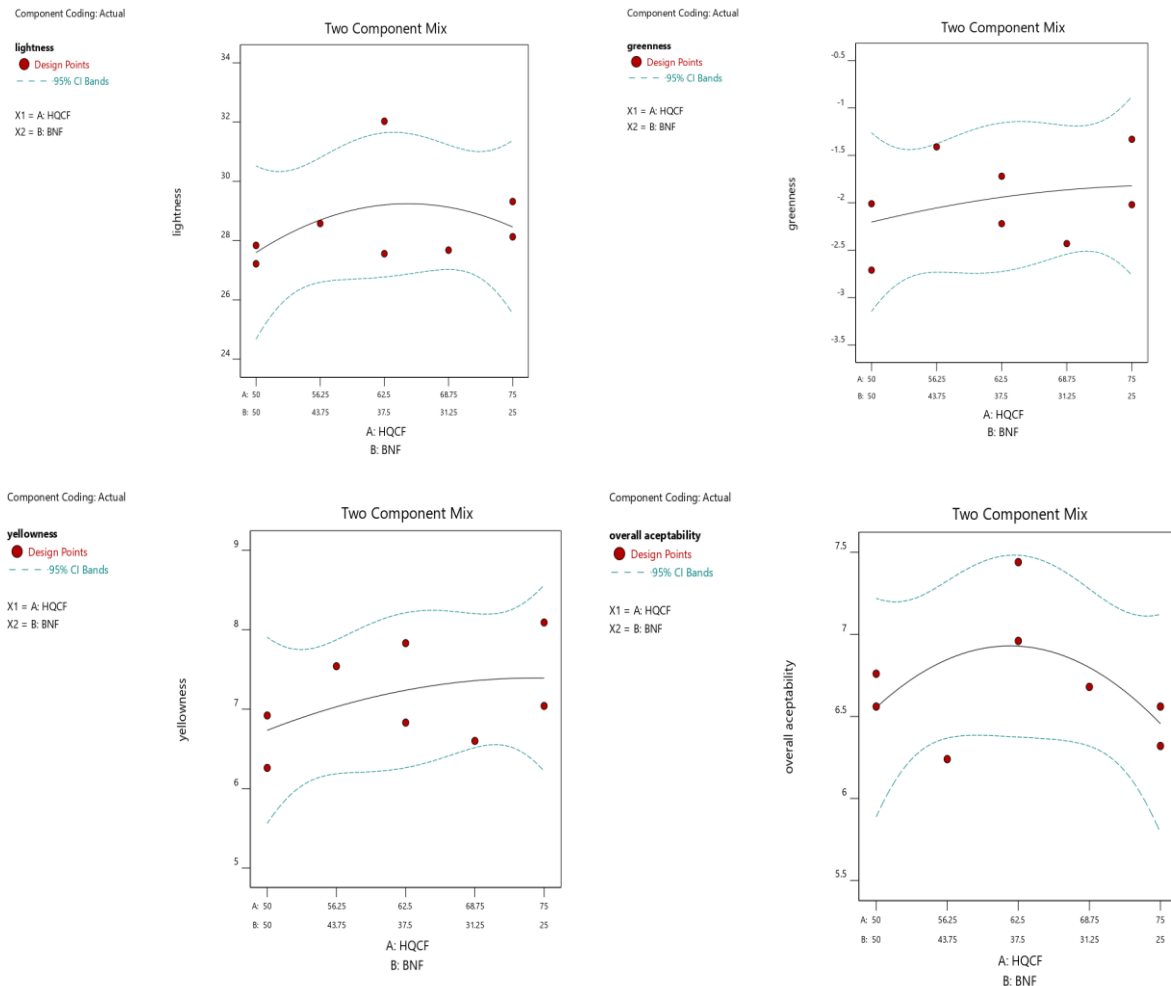 Component Coding: Actual
Two Component Mix
lightness
Design Points
95% CI Bands
X1 = A: HQCF
X2 = B: BNF
34
32
30
28
26
24
lightness
A: 50 56.25 62.5 68.75 75
B: 50 43.75 37.5 31.25 25
A: HQCF
B: BNF
Component Coding: Actual
Two Component Mix
greenness
Design Points
95% CI Bands
X1 = A: HQCF
X2 = B: BNF
-0.5
-1
-1.5
-2
-2.5
-3
-3.5
greenness
A: 50 56.25 62.5 68.75 75
B: 50 43.75 37.5 31.25 25
A: HQCF
B: BNF
Component Coding: Actual
Two Component Mix
yellowness
Design Points
95% CI Bands
X1 = A: HQCF
X2 = B: BNF
9
8
7
6
5
yellowness
A: 50 56.25 62.5 68.75 75
B: 50 43.75 37.5 31.25 25
A: HQCF
B: BNF
Component Coding: Actual
Two Component Mix
overall aceptability
Design Points
95% CI Bands
X1 = A: HQCF
X2 = B: BNF
7.5
7
6.5
6
5.5
overall aceptability
A: 50 56.25 62.5 68.75 75
B: 50 43.75 37.5 31.25 25
A: HQCF
B: BNF